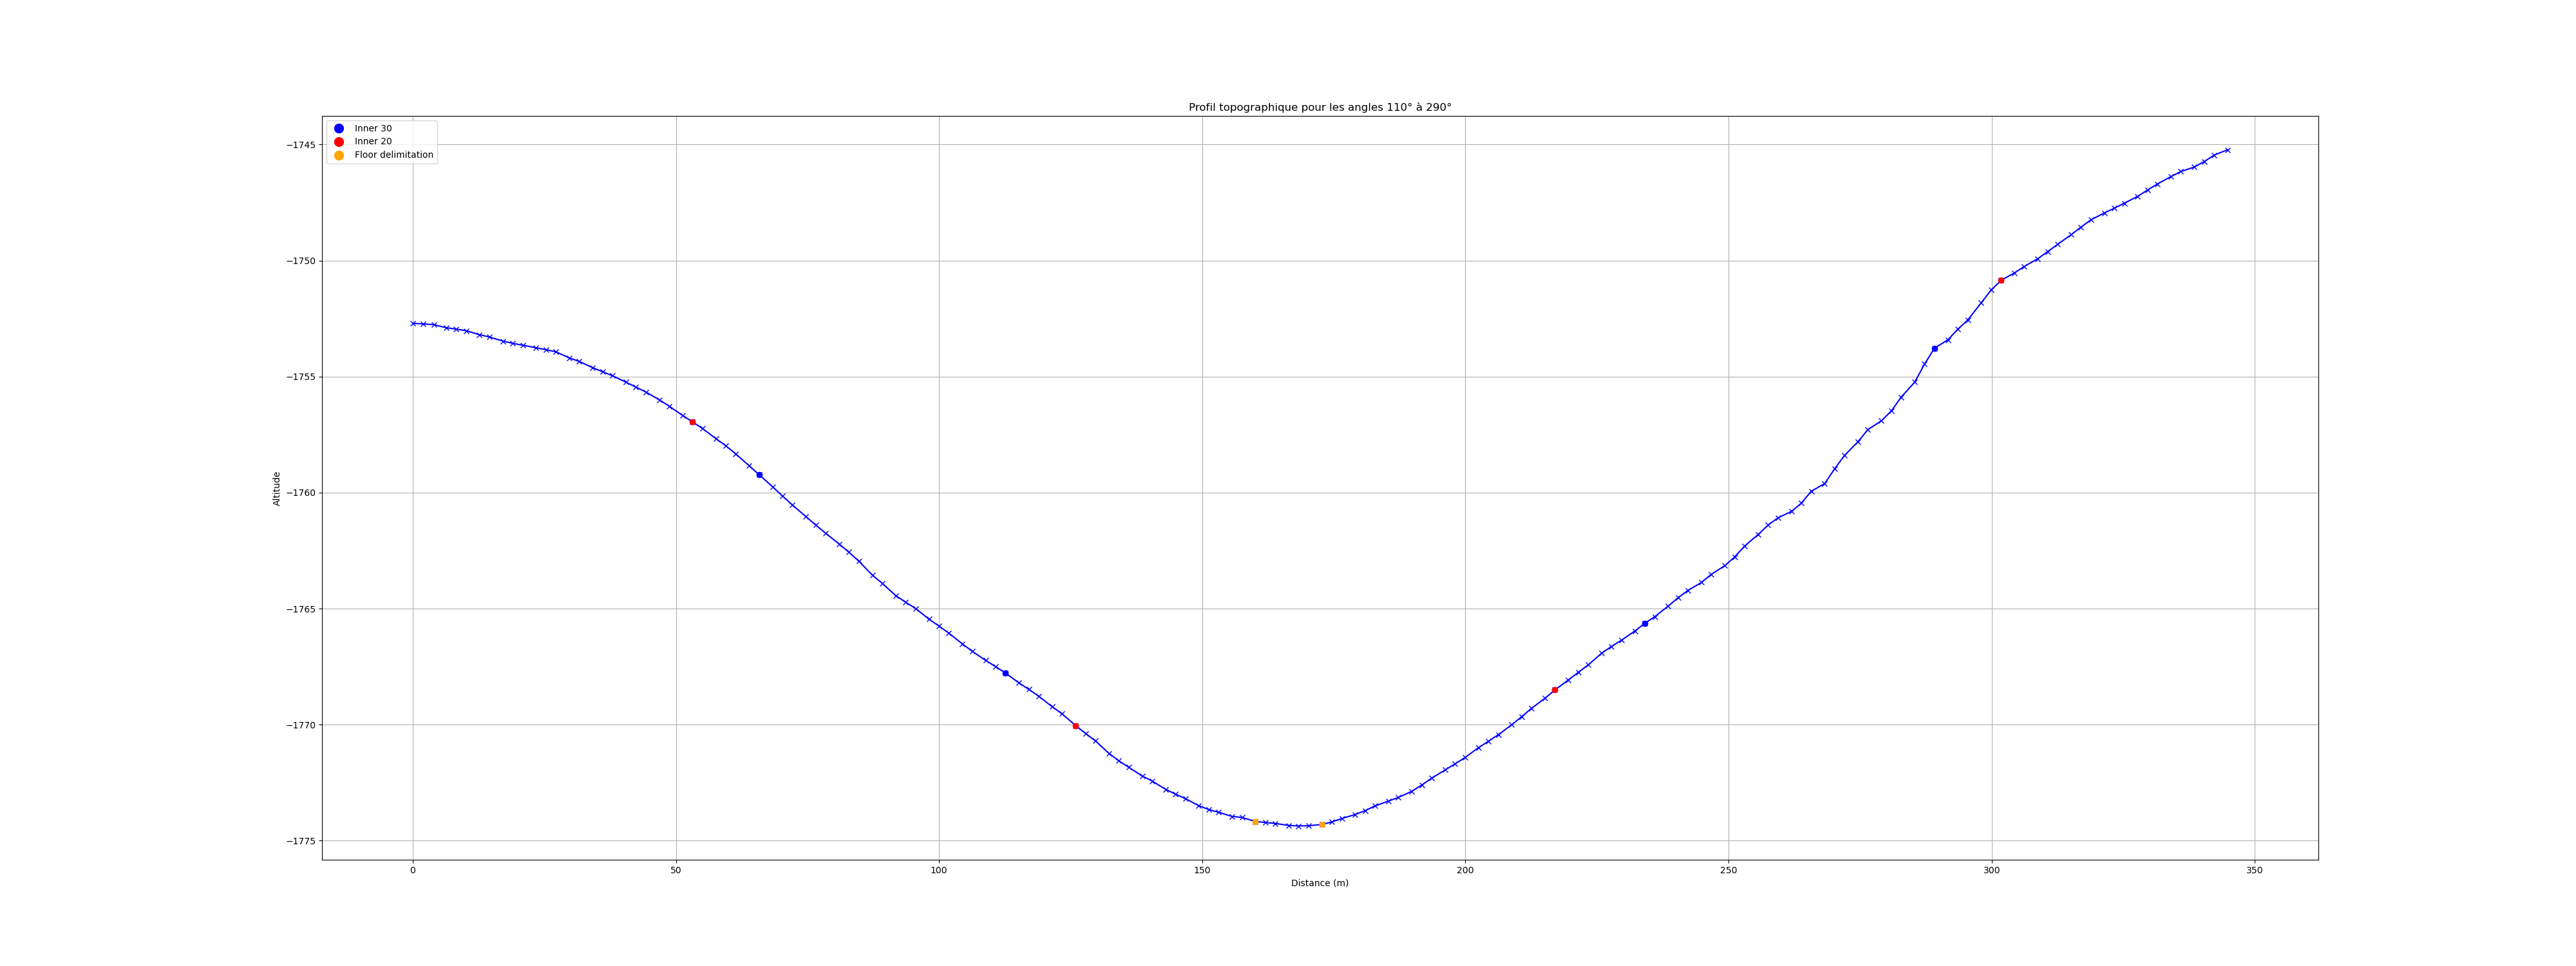 Profil topographique pour les angles 110° à 290°
Inner 30
Inner 20
Floor delimitation
−1745
−1750
−1755
−1760
−1765
−1770
−1775
Altitude
0 50 100 150 200 250 300 350
Distance (m)